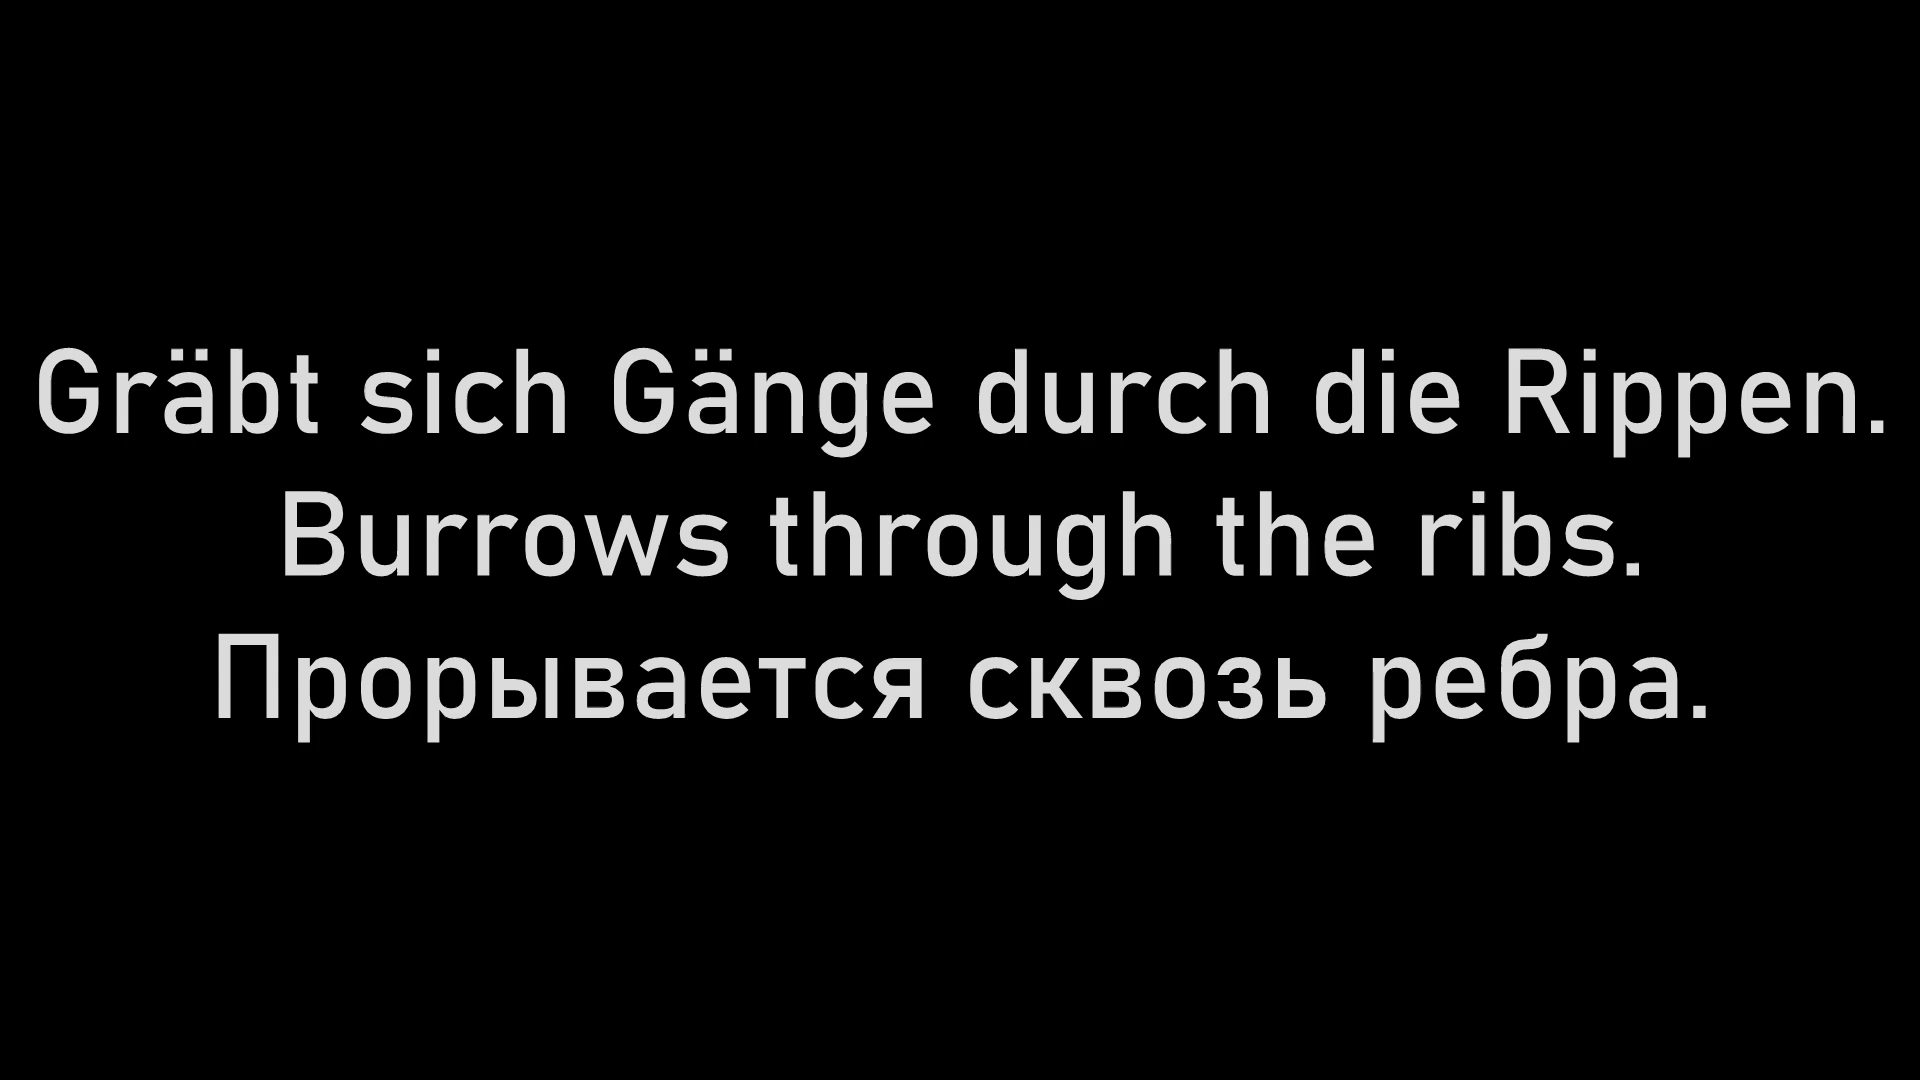 Gräbt sich Gänge durch die Rippen.
Burrows through the ribs.
Прорывается сквозь ребра.